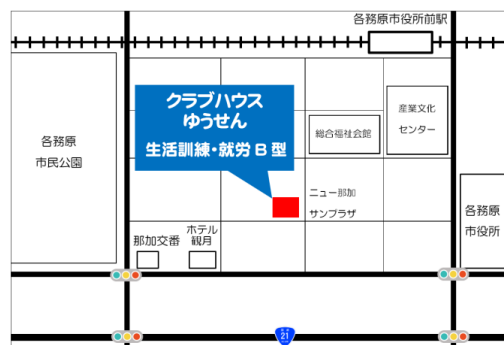 各務原市役所前駅
クラブハウス
ゆうせん
生活訓練・就労B型
産業文化
センター
総合福祉会館
各務原
市民公園
ニュー那加
サンプラザ
各務原
市役所
ホテル
観月
那加交番
21